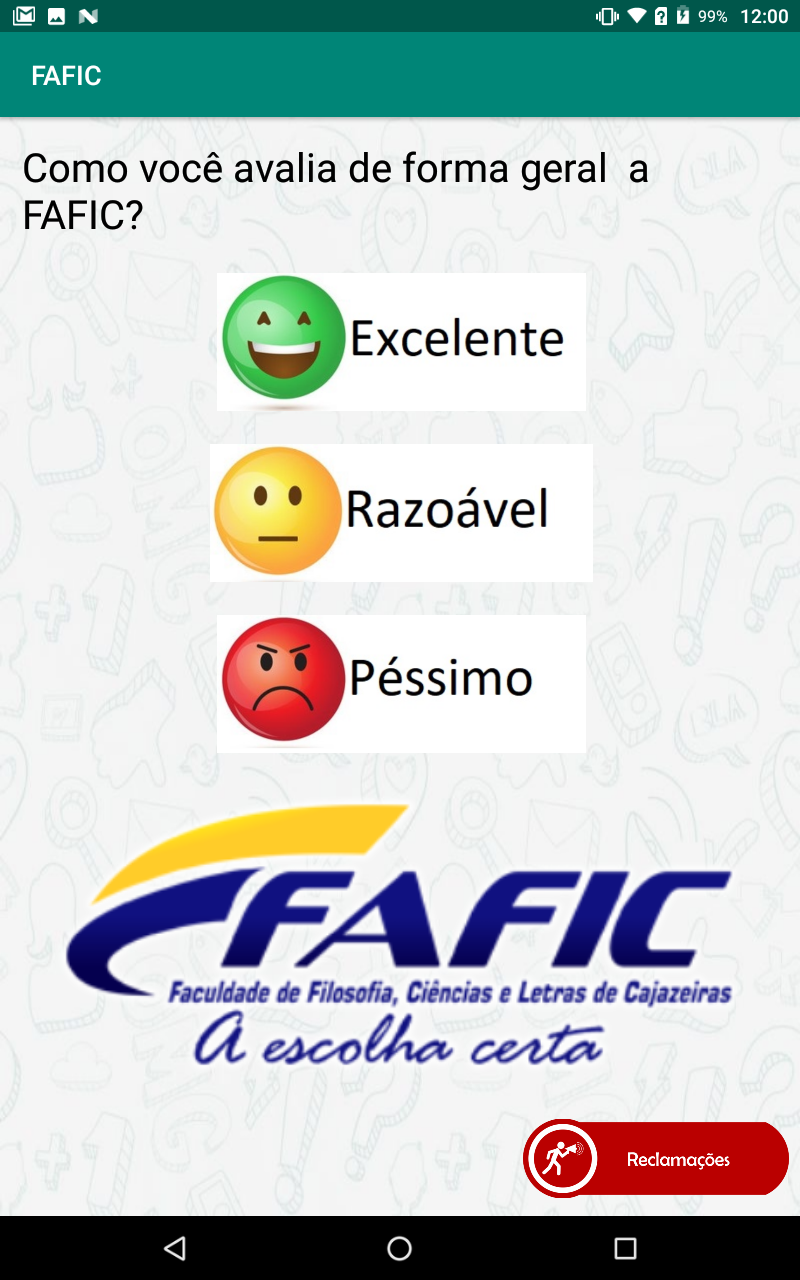 99% 12:00
FAFIC
Como você avalia de forma geral a
FAFIC?
Excelente
Razoável
Péssimo
FAFIC
Faculdade de Filosofia, Ciências e Letras de Cajazeiras
A escolha certa
Reclamações